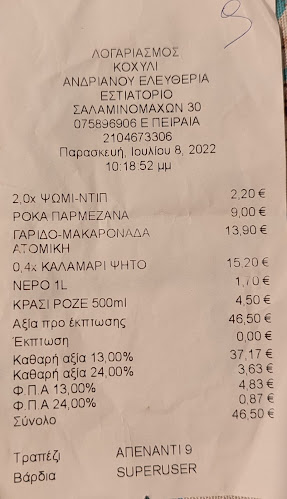 ΛΟΓΑΡΙΑΣΜΟΣ
ΚΟΧΥΛΙ
ΑΝΔΡΙΑΝΟΥ ΕΛΕΥΘΕΡΙΑ
ΕΣΤΙΑΤΟΡΙΟ
ΣΑΛΑΜΙΝΟΜΑΧΩΝ 30
075896906 Ε ΠΕΙΡΑΙΑ
2104673306
Παρασκευή, Ιουλίου 8, 2022
10:18:52 μμ
2,0x ΨΩΜΙ-ΝΤΙΠ 2,20 €
ΡΟΚΑ ΠΑΡΜΕΖΑΝΑ 9,00 €
ΓΑΡΙΔΟ-ΜΑΚΑΡΟΝΑΔΑ 13,90 €
ΑΤΟΜΙΚΗ
0,4x ΚΑΛΑΜΑΡΙ ΨΗΤΟ 15,20 €
ΝΕΡΟ 1L 1,70 €
ΚΡΑΣΙ ΡΟΖΕ 500ml 4,50 €
Αξία προ έκπτωσης 46,50 €
Έκπτωση 0,00 €
Καθαρή αξία 13,00% 37,17 €
Καθαρή αξία 24,00% 3,63 €
Φ.Π.Α 13,00% 4,83 €
Φ.Π.Α 24,00% 0,87 €
Σύνολο 46,50 €
Τραπέζι ΑΠΕΝΑΝΤΙ 9
Βάρδια SUPERUSER